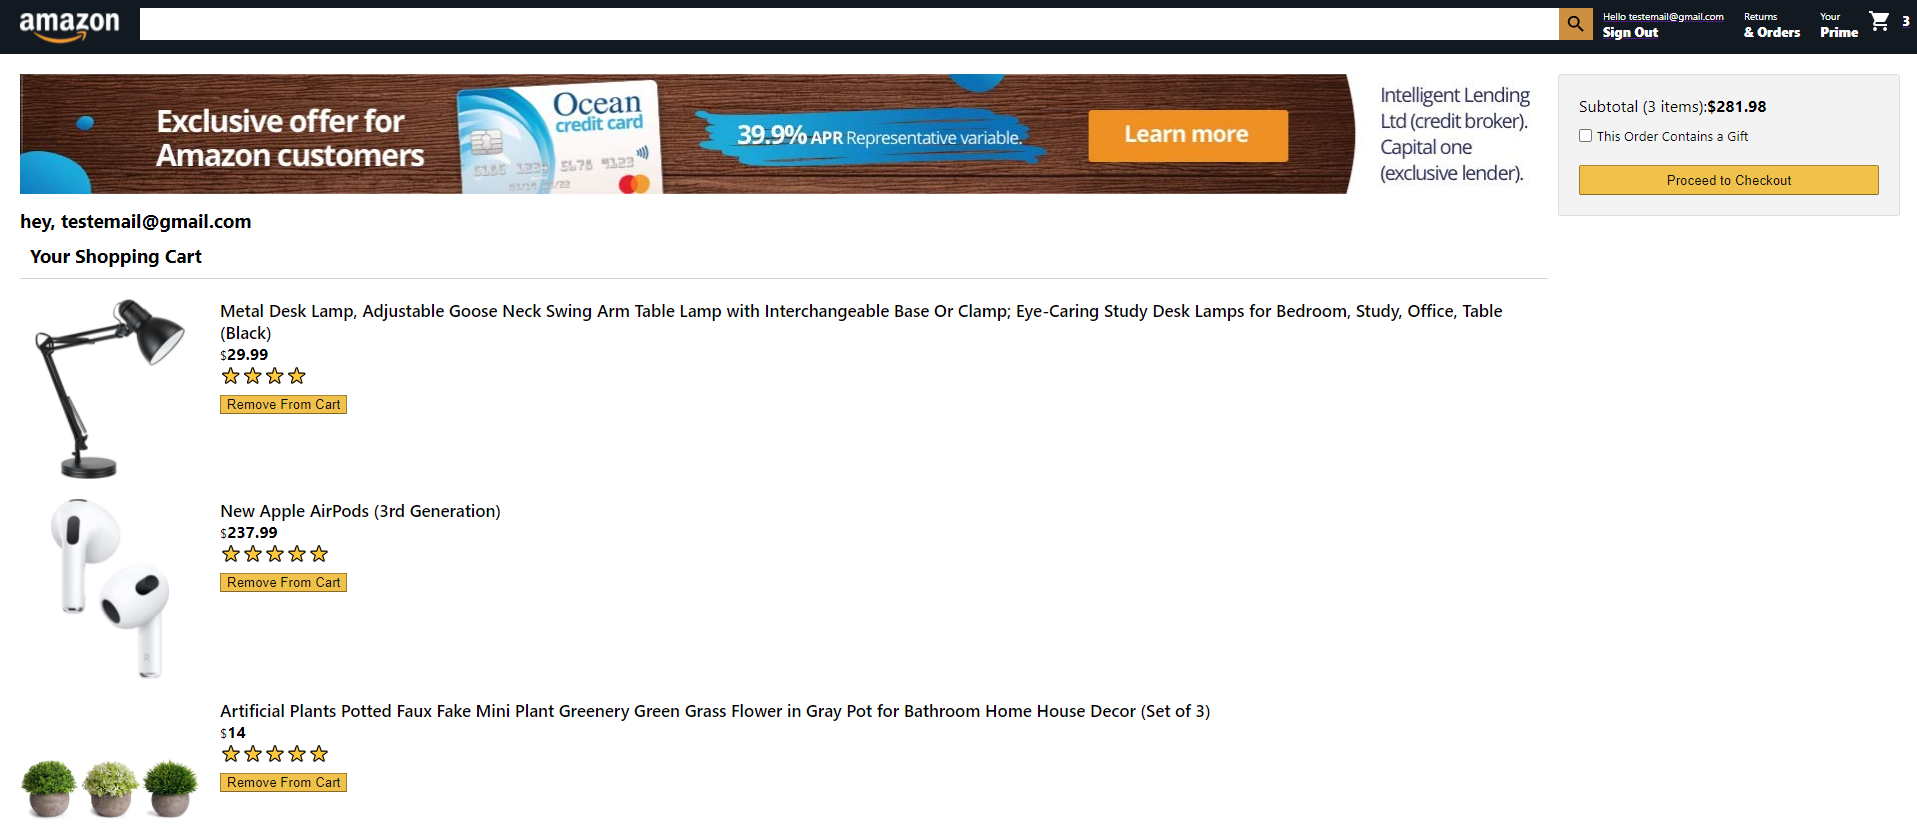 amazon
Hello testemail@gmail.com
Sign Out
Returns
& Orders
Your
Prime
3
Exclusive offer for
Amazon customers
Ocean
credit card
39.9% APR Representative variable.
Learn more
Intelligent Lending
Ltd (credit broker).
Capital one
(exclusive lender).
Subtotal (3 items):$281.98
This Order Contains a Gift
Proceed to Checkout
hey, testemail@gmail.com
Your Shopping Cart
Metal Desk Lamp, Adjustable Goose Neck Swing Arm Table Lamp with Interchangeable Base Or Clamp; Eye-Caring Study Desk Lamps for Bedroom, Study, Office, Table
(Black)
$29.99
Remove From Cart
New Apple AirPods (3rd Generation)
$237.99
Remove From Cart
Artificial Plants Potted Faux Fake Mini Plant Greenery Green Grass Flower in Gray Pot for Bathroom Home House Decor (Set of 3)
$14
Remove From Cart